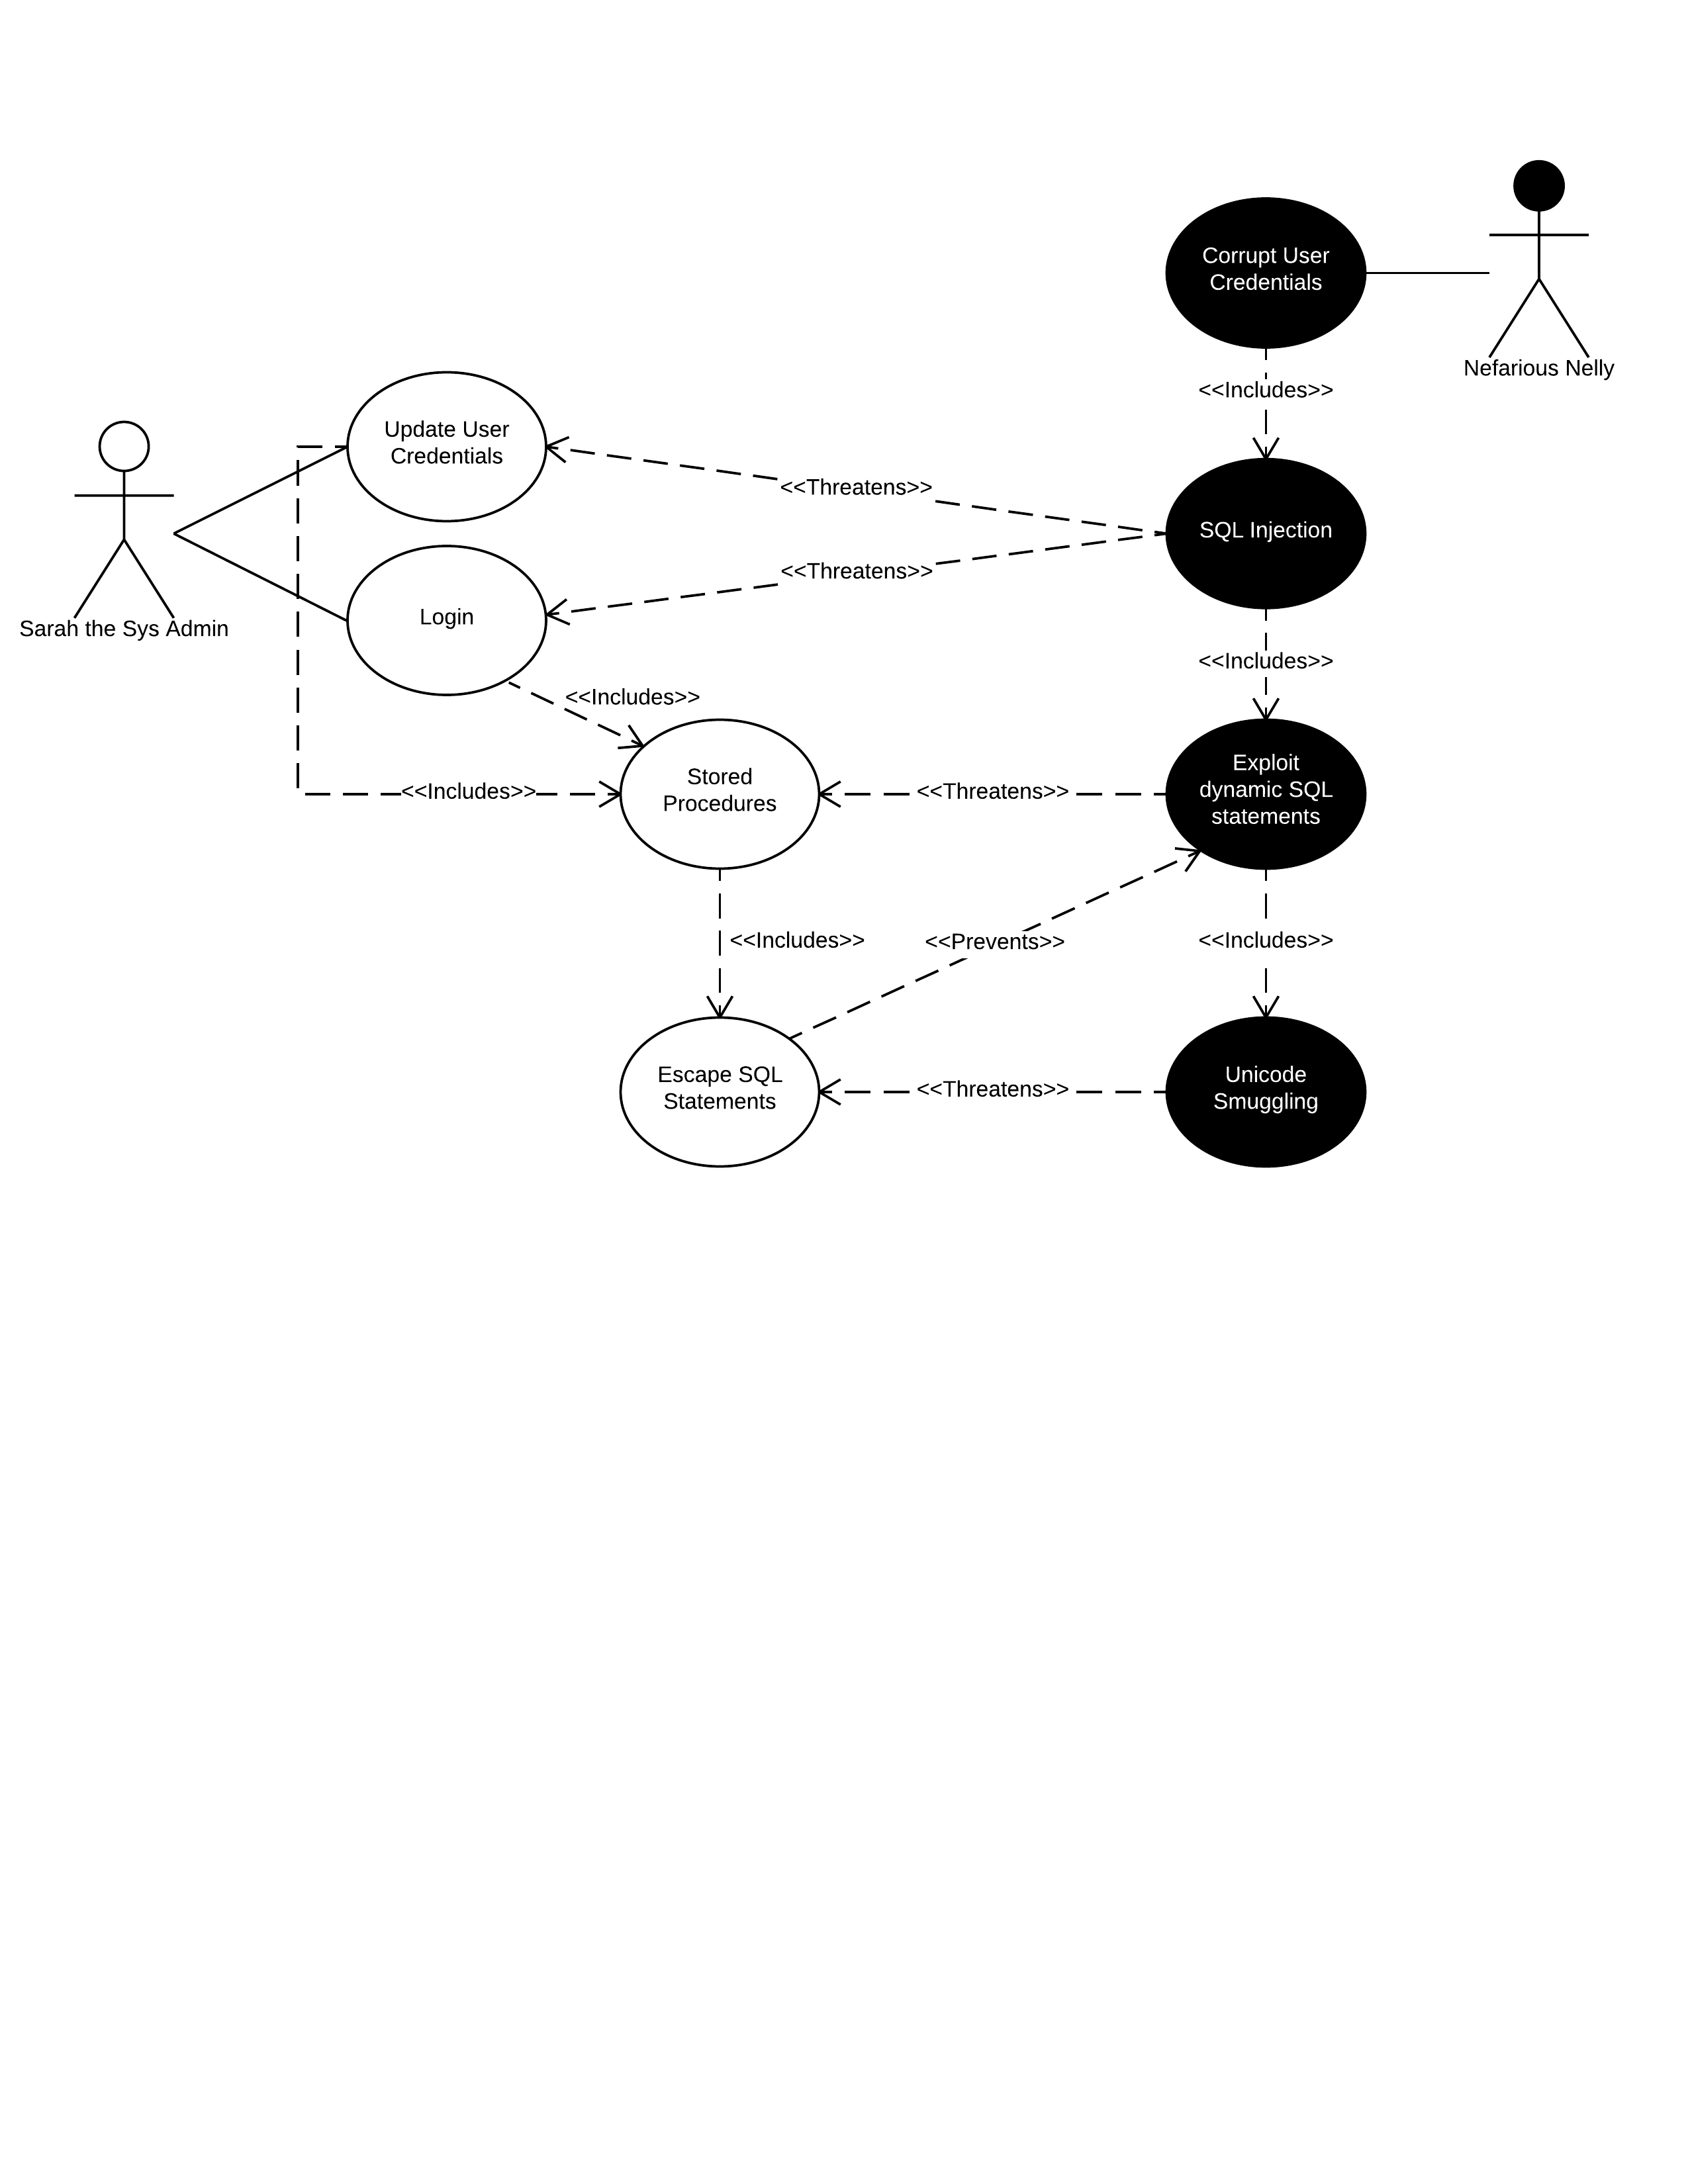 Corrupt User
Credentials
Nefarious Nelly
<<Includes>>
Update User
Credentials
<<Threatens>>
SQL Injection
<<Threatens>>
Login
Sarah the Sys Admin
<<Includes>>
<<Includes>>
Stored
Procedures
<<Includes>>
<<Threatens>>
Exploit
dynamic SQL
statements
<<Includes>>
<<Prevents>>
<<Includes>>
Escape SQL
Statements
<<Threatens>>
Unicode
Smuggling